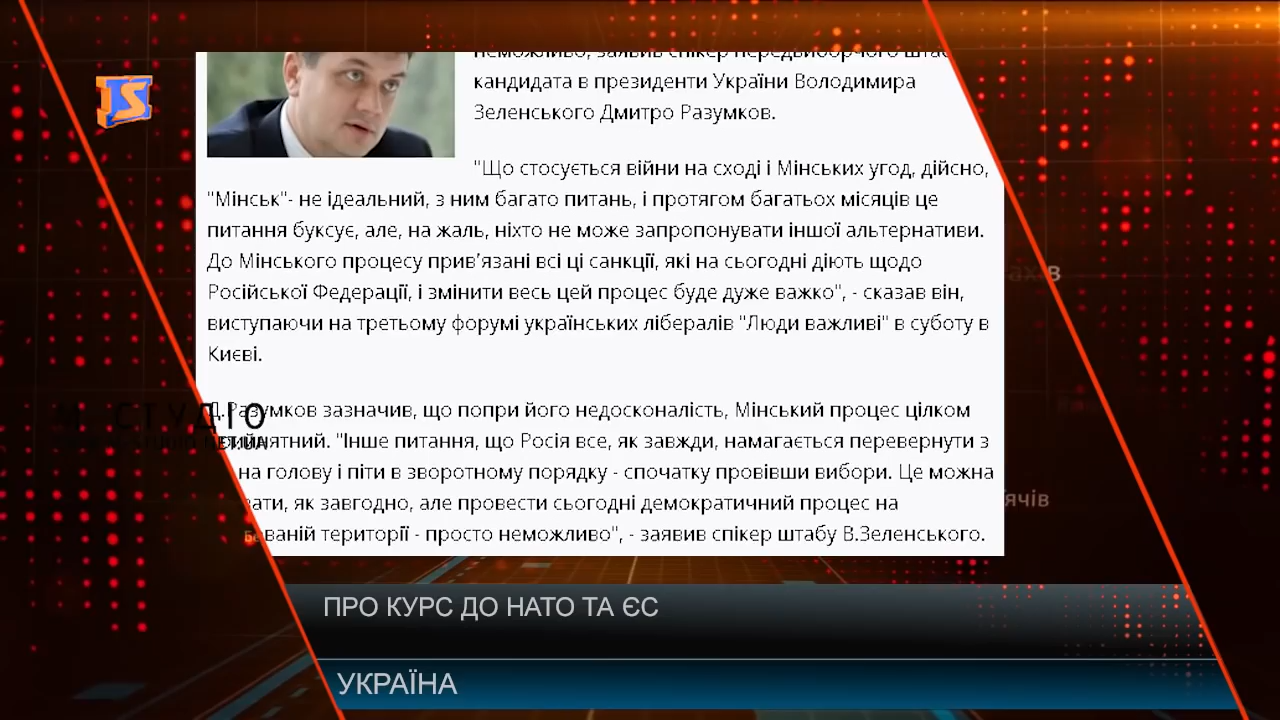 неможливо, заявив спікер передвиборчого
кандидата в президенти України Володимира
Зеленського Дмитро Разумков.
"Що стосується війни на сході і Мінських угод, дійсно,
"Мінськ"- не ідеальний, з ним багато питань, і протягом багатьох місяців це
питання буксує, але, на жаль, ніхто не може запропонувати іншої альтернативи.
До Мінського процесу прив'язані всі ці санкції, які на сьогодні діють щодо
Російської Федерації, і змінити весь цей процес буде дуже важко", - сказав він,
виступаючи на третьому форумі українських лібералів "Люди важливі" в суботу в
Києві.
Д.Разумков зазначив, що попри його недосконалість, Мінський процес цілком
"Інше питання, що Росія все, як завжди, намагається перевернути з
на голову і піти в зворотному порядку - спочатку провівши вибори. Це можна
як завгодно, але провести сьогодні демократичний процес на
території - просто неможливо", - заявив спікер штабу В.Зеленського.
IS
СТУДІО
ПРО КУРС ДО НАТО ТА ЄС
УКРАЇНА